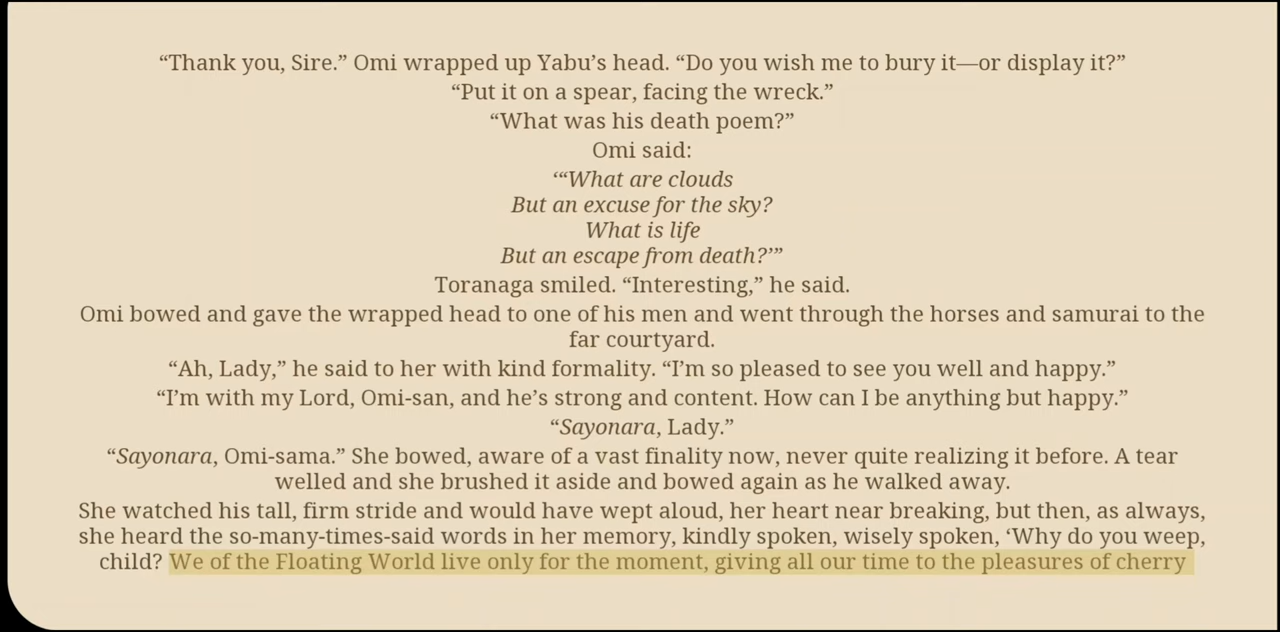 “Thank you, Sire.” Omi wrapped up Yabu’s head. “Do you wish me to bury it—or display it?”
“Put it on a spear, facing the wreck.”
“What was his death poem?”
Omi said:
‘“What are clouds
But an excuse for the sky?
What is life
But an escape from death?’”
Toranaga smiled. “Interesting,” he said.
Omi bowed and gave the wrapped head to one of his men and went through the horses and samurai to the
far courtyard.
“Ah, Lady,” he said to her with kind formality. “I’m so pleased to see you well and happy.”
“I’m with my Lord, Omi-san, and he’s strong and content. How can I be anything but happy.”
“Sayonara, Lady.”
“Sayonara, Omi-sama.” She bowed, aware of a vast finality now, never quite realizing it before. A tear
welled and she brushed it aside and bowed again as he walked away.
She watched his tall, firm stride and would have wept aloud, her heart near breaking, but then, as always,
she heard the so-many-times-said words in her memory, kindly spoken, wisely spoken, ‘Why do you weep,
child? We of the Floating World live only for the moment, giving all our time to the pleasures of cherry